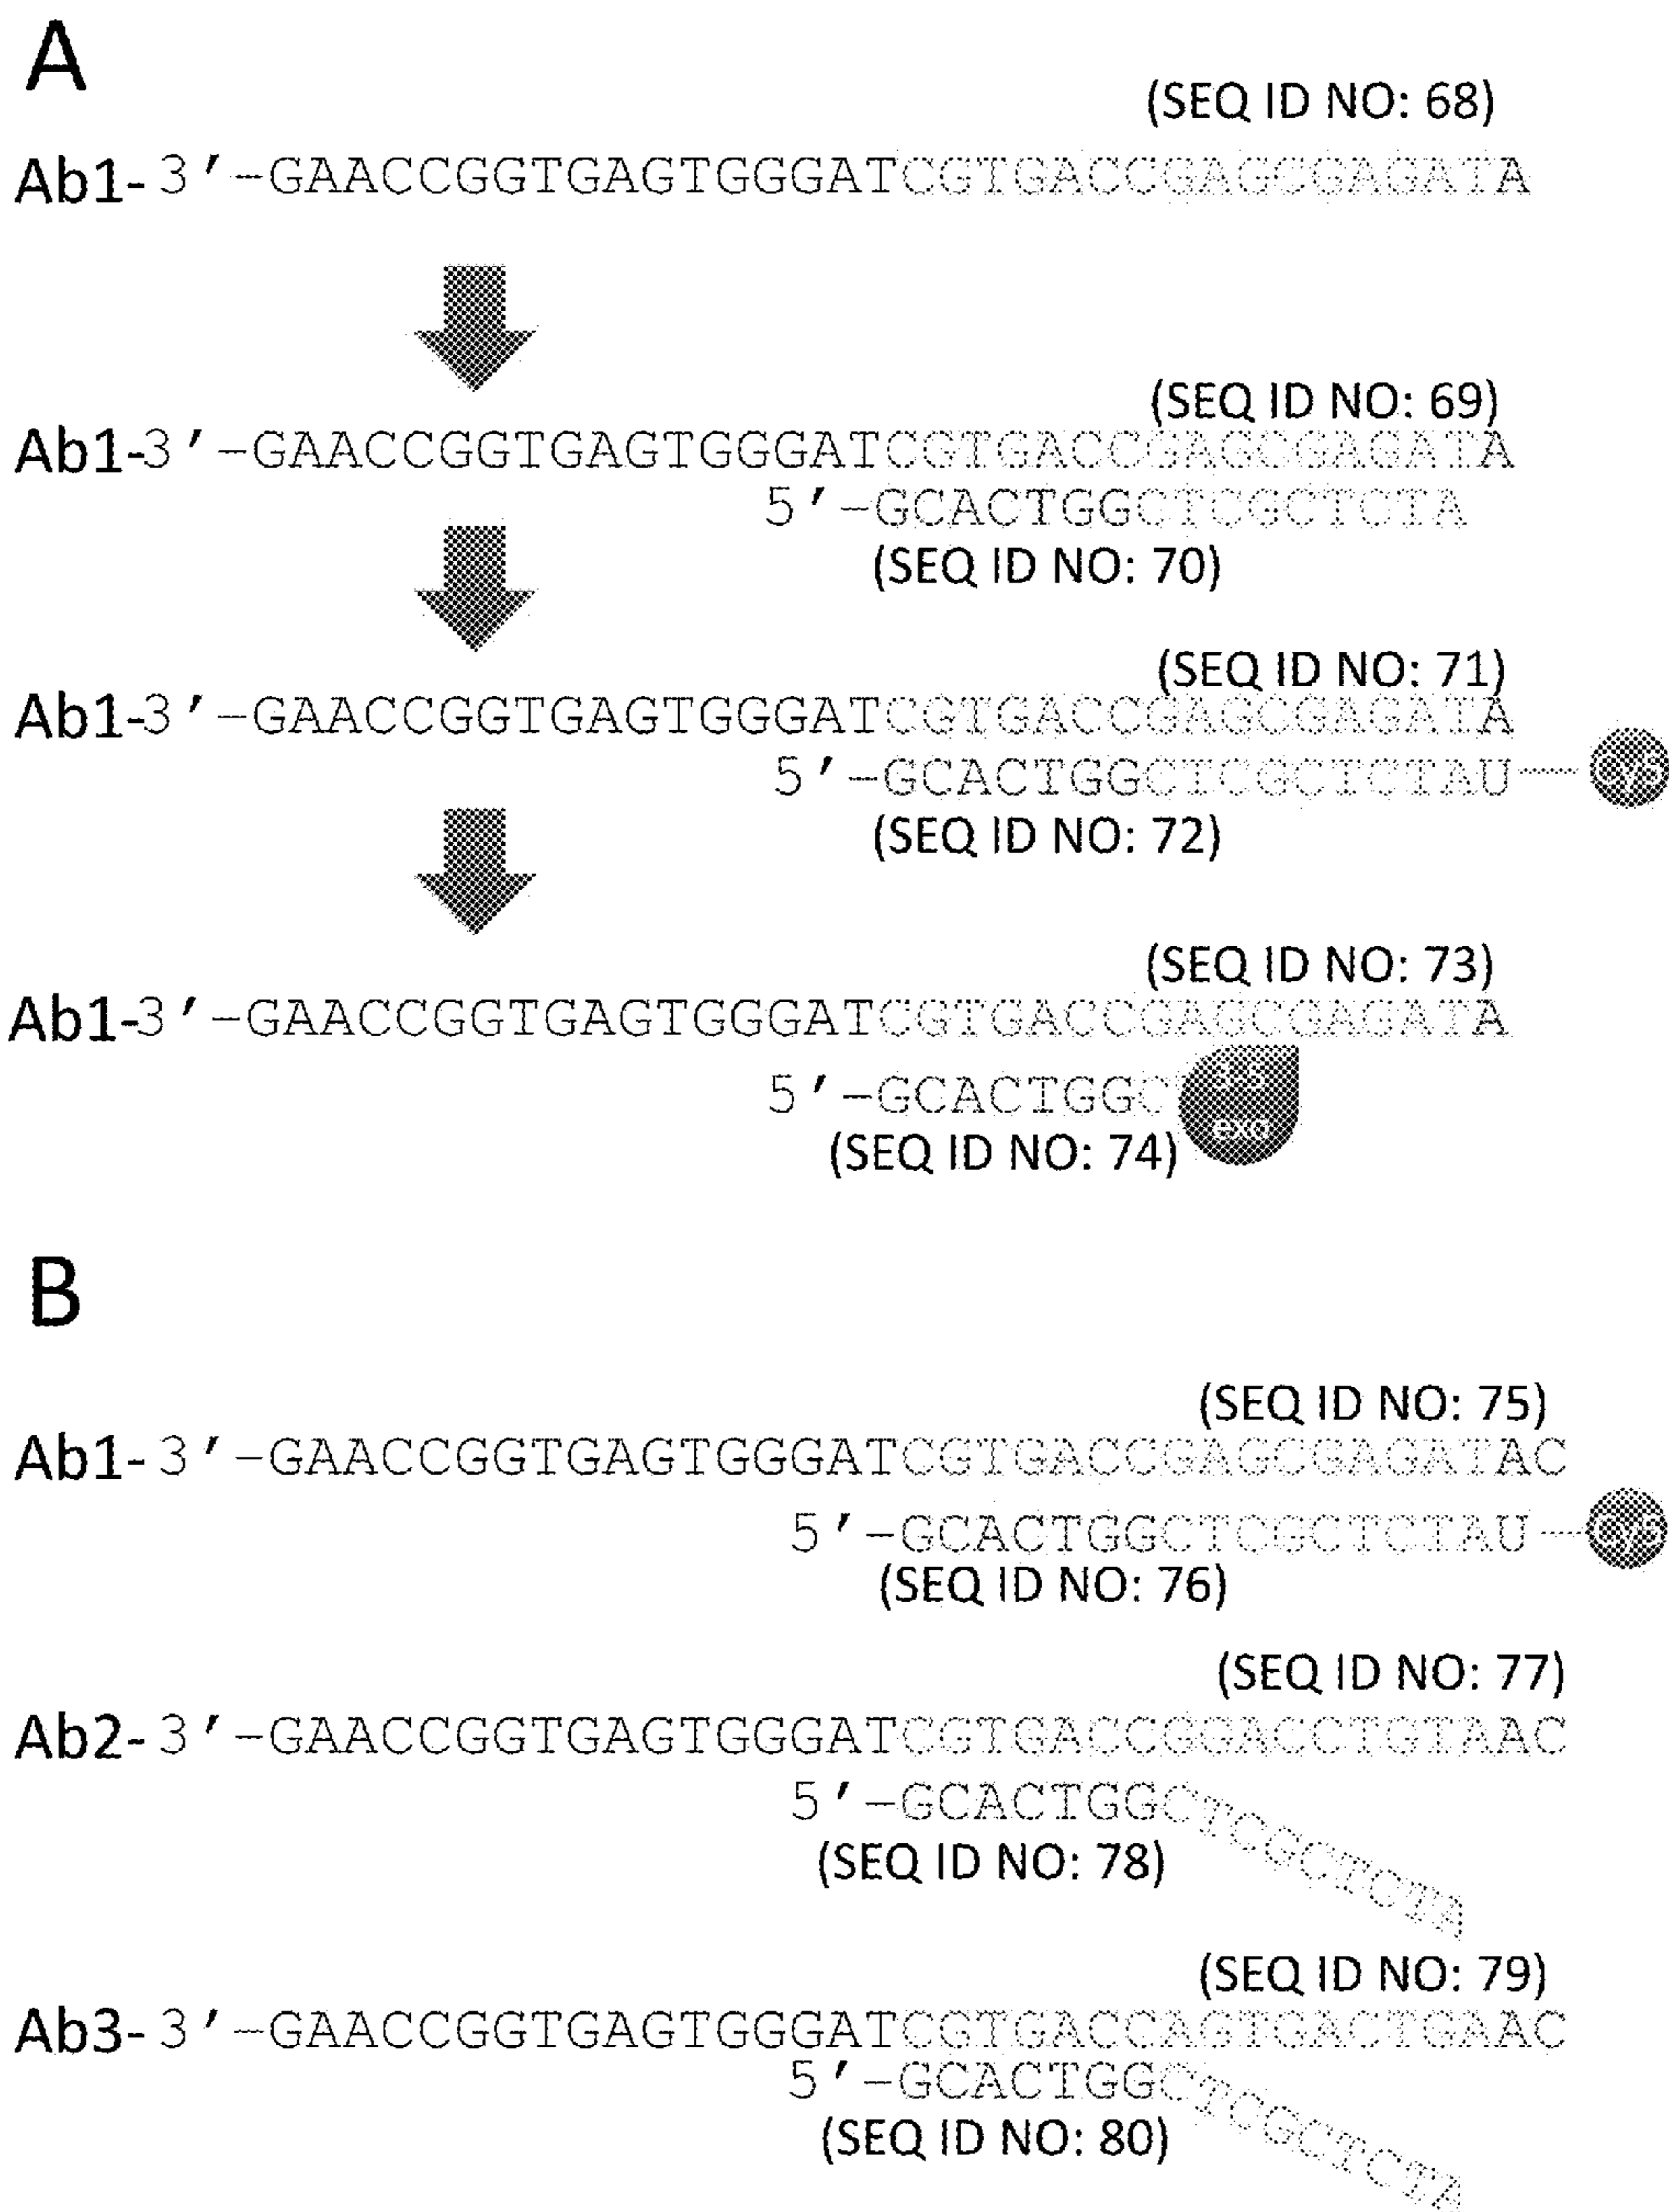 A
(SEQ ID NO: 68)
Ab1- 3'-GAACCGGTGAGTGGGATCGTGACCGAGCGAGATA
(SEQ ID NO: 69)
Ab1-3'-GAACCGGTGAGTGGGATCGTGACCGAGCGAGATA
5'-GCACTGGCTCGCTCTA
(SEQ ID NO: 70)
(SEQ ID NO: 71)
Ab1-3'-GAACCGGTGAGTGGGATCGTGACCGAGCGAGATA
5'-GCACTGGCTCGCTCTAU
(SEQ ID NO: 72)
(SEQ ID NO: 73)
Ab1-3'-GAACCGGTGAGTGGGATCGTGACCGAGCGAGATA
5'-GCACTGGC
exo
(SEQ ID NO: 74)
B
(SEQ ID NO: 75)
Ab1- 3'-GAACCGGTGAGTGGGATCGTGACCGAGCGAGATAC
5'-GCACTGGCTCGCTCTAU
(SEQ ID NO: 76)
(SEQ ID NO: 77)
Ab2- 3'-GAACCGGTGAGTGGGATCGTGACCGGACCTGTAAC
5'-GCACTGGCTCGCTCTA
(SEQ ID NO: 78)
(SEQ ID NO: 79)
Ab3- 3'-GAACCGGTGAGTGGGATCGTGACCAGTGACTGAAC
5'-GCACTGGCTCGCTCTA
(SEQ ID NO: 80)